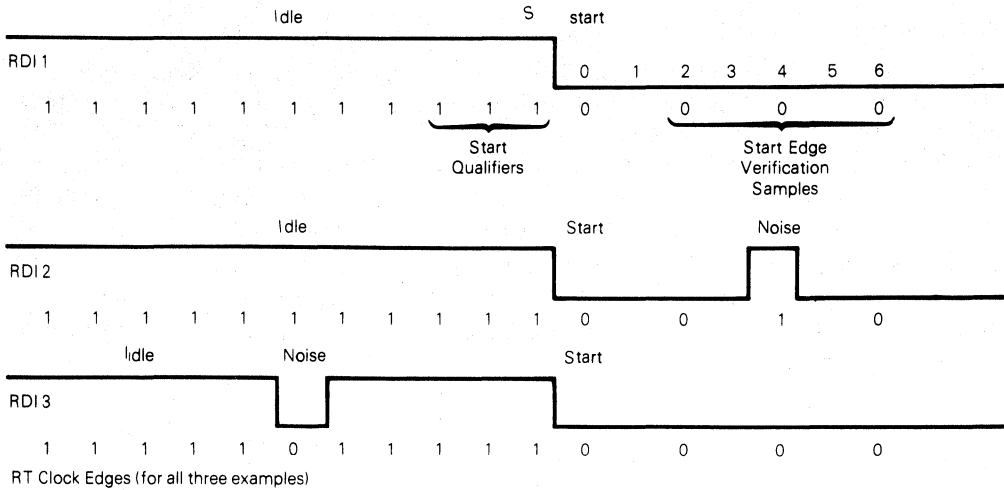 Idle S start
RDI 1
0 1 2 3 4 5 6
1 1 1 1 1 1 1 1 1 1 1 0 0 0 0
Start Qualifiers
Start Edge Verification Samples
Idle Start Noise
RDI 2
1 1 1 1 1 1 1 1 1 1 1 0 0 1 0
Iıdle Noise Start
RDI 3
1 1 1 1 1 0 1 1 1 1 1 0 0 0 0
RT Clock Edges (for all three examples)